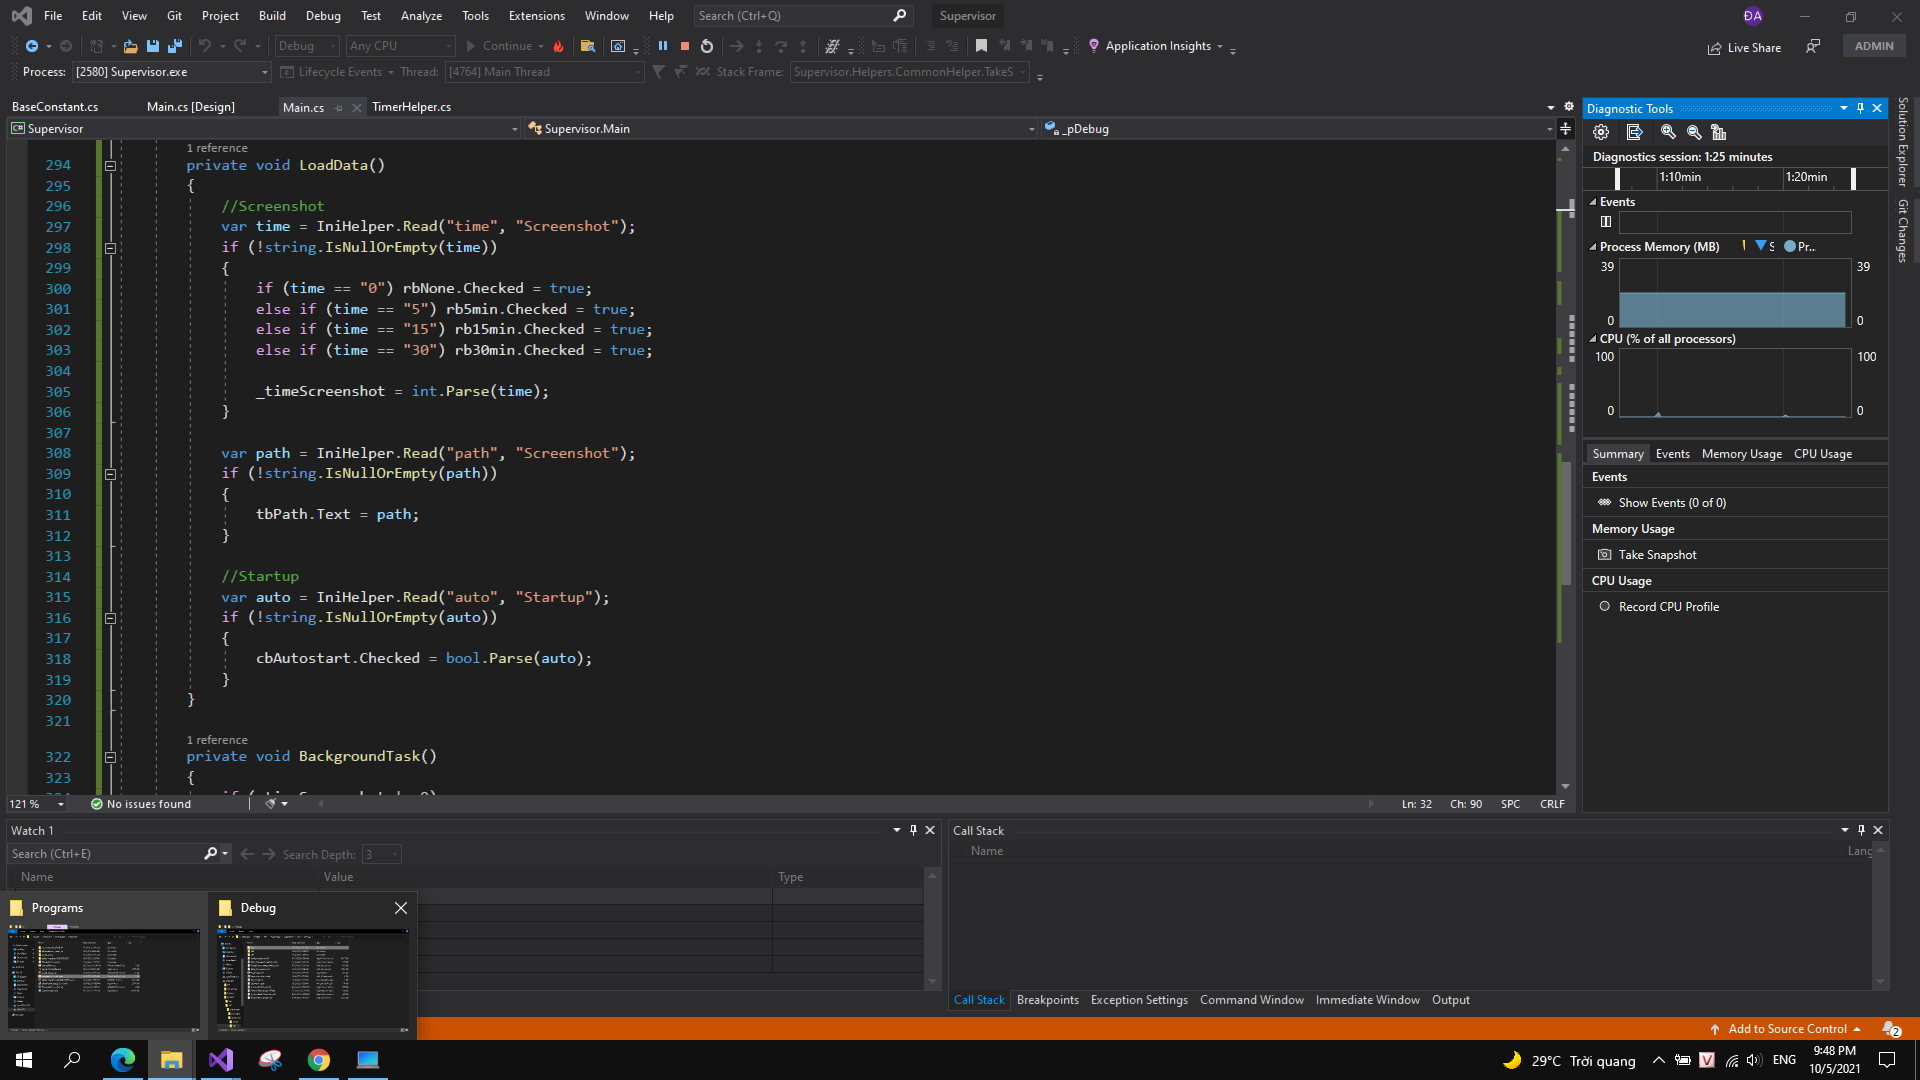 File Edit View Git Project Build Debug Test Analyze Tools Extensions Window Help Search (Ctrl+Q) Supervisor ĐA
Debug Any CPU Continue Application Insights Live Share ADMIN
Process: [2580] Supervisor.exe Lifecycle Events Thread: [4764] Main Thread Stack Frame: Supervisor.Helpers.CommonHelper.TakeS
BaseConstant.cs Main.cs [Design] Main.cs TimerHelper.cs
Supervisor Supervisor.Main _pDebug
1 reference
294 private void LoadData()
295 {
296 //Screenshot
297 var time = IniHelper.Read("time", "Screenshot");
298 if (!string.IsNullOrEmpty(time))
299 {
300 if (time == "0") rbNone.Checked = true;
301 else if (time == "5") rb5min.Checked = true;
302 else if (time == "15") rb15min.Checked = true;
303 else if (time == "30") rb30min.Checked = true;
304
305 _timeScreenshot = int.Parse(time);
306 }
307
308 var path = IniHelper.Read("path", "Screenshot");
309 if (!string.IsNullOrEmpty(path))
310 {
311 tbPath.Text = path;
312 }
313
314 //Startup
315 var auto = IniHelper.Read("auto", "Startup");
316 if (!string.IsNullOrEmpty(auto))
317 {
318 cbAutostart.Checked = bool.Parse(auto);
319 }
320 }
321
1 reference
322 private void BackgroundTask()
323 {
121 % No issues found Ln: 32 Ch: 90 SPC CRLF
Diagnostic Tools
Diagnostics session: 1:25 minutes
1:10min 1:20min
Events
Process Memory (MB) S Pr...
39 39
0 0
CPU (% of all processors)
100 100
0 0
Summary Events Memory Usage CPU Usage
Events
Show Events (0 of 0)
Memory Usage
Take Snapshot
CPU Usage
Record CPU Profile
Solution Explorer
Git Changes
Watch 1
Search (Ctrl+E) Search Depth: 3
Name Value Type
Call Stack
Name Lang
Programs Debug
Call Stack Breakpoints Exception Settings Command Window Immediate Window Output
Add to Source Control 2
29°C Trời quang V ENG 9:48 PM
10/5/2021